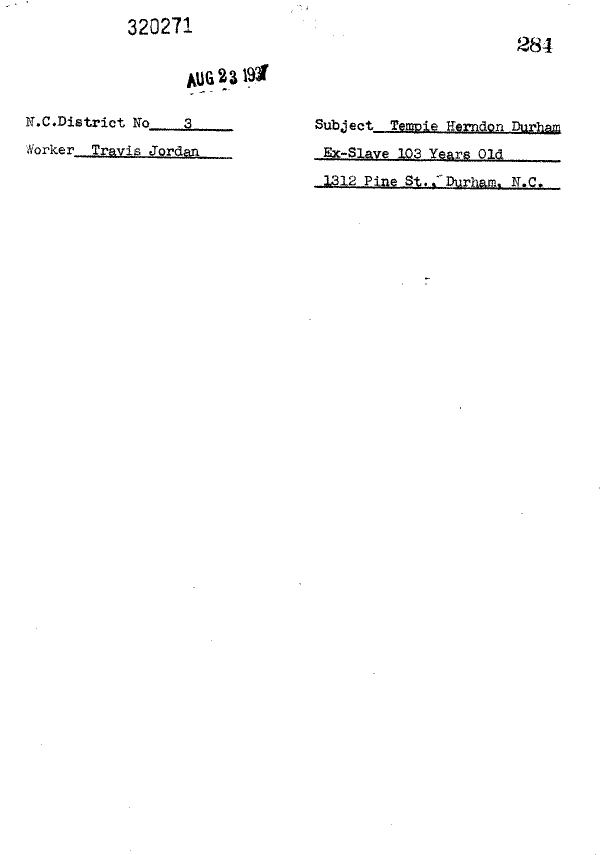 320271
284
AUG 23 1937
N.C.District No 3
Worker Travis Jordan
Subject Tempie Herndon Durham
Ex-Slave 103 Years Old
1312 Pine St., Durham, N.C.